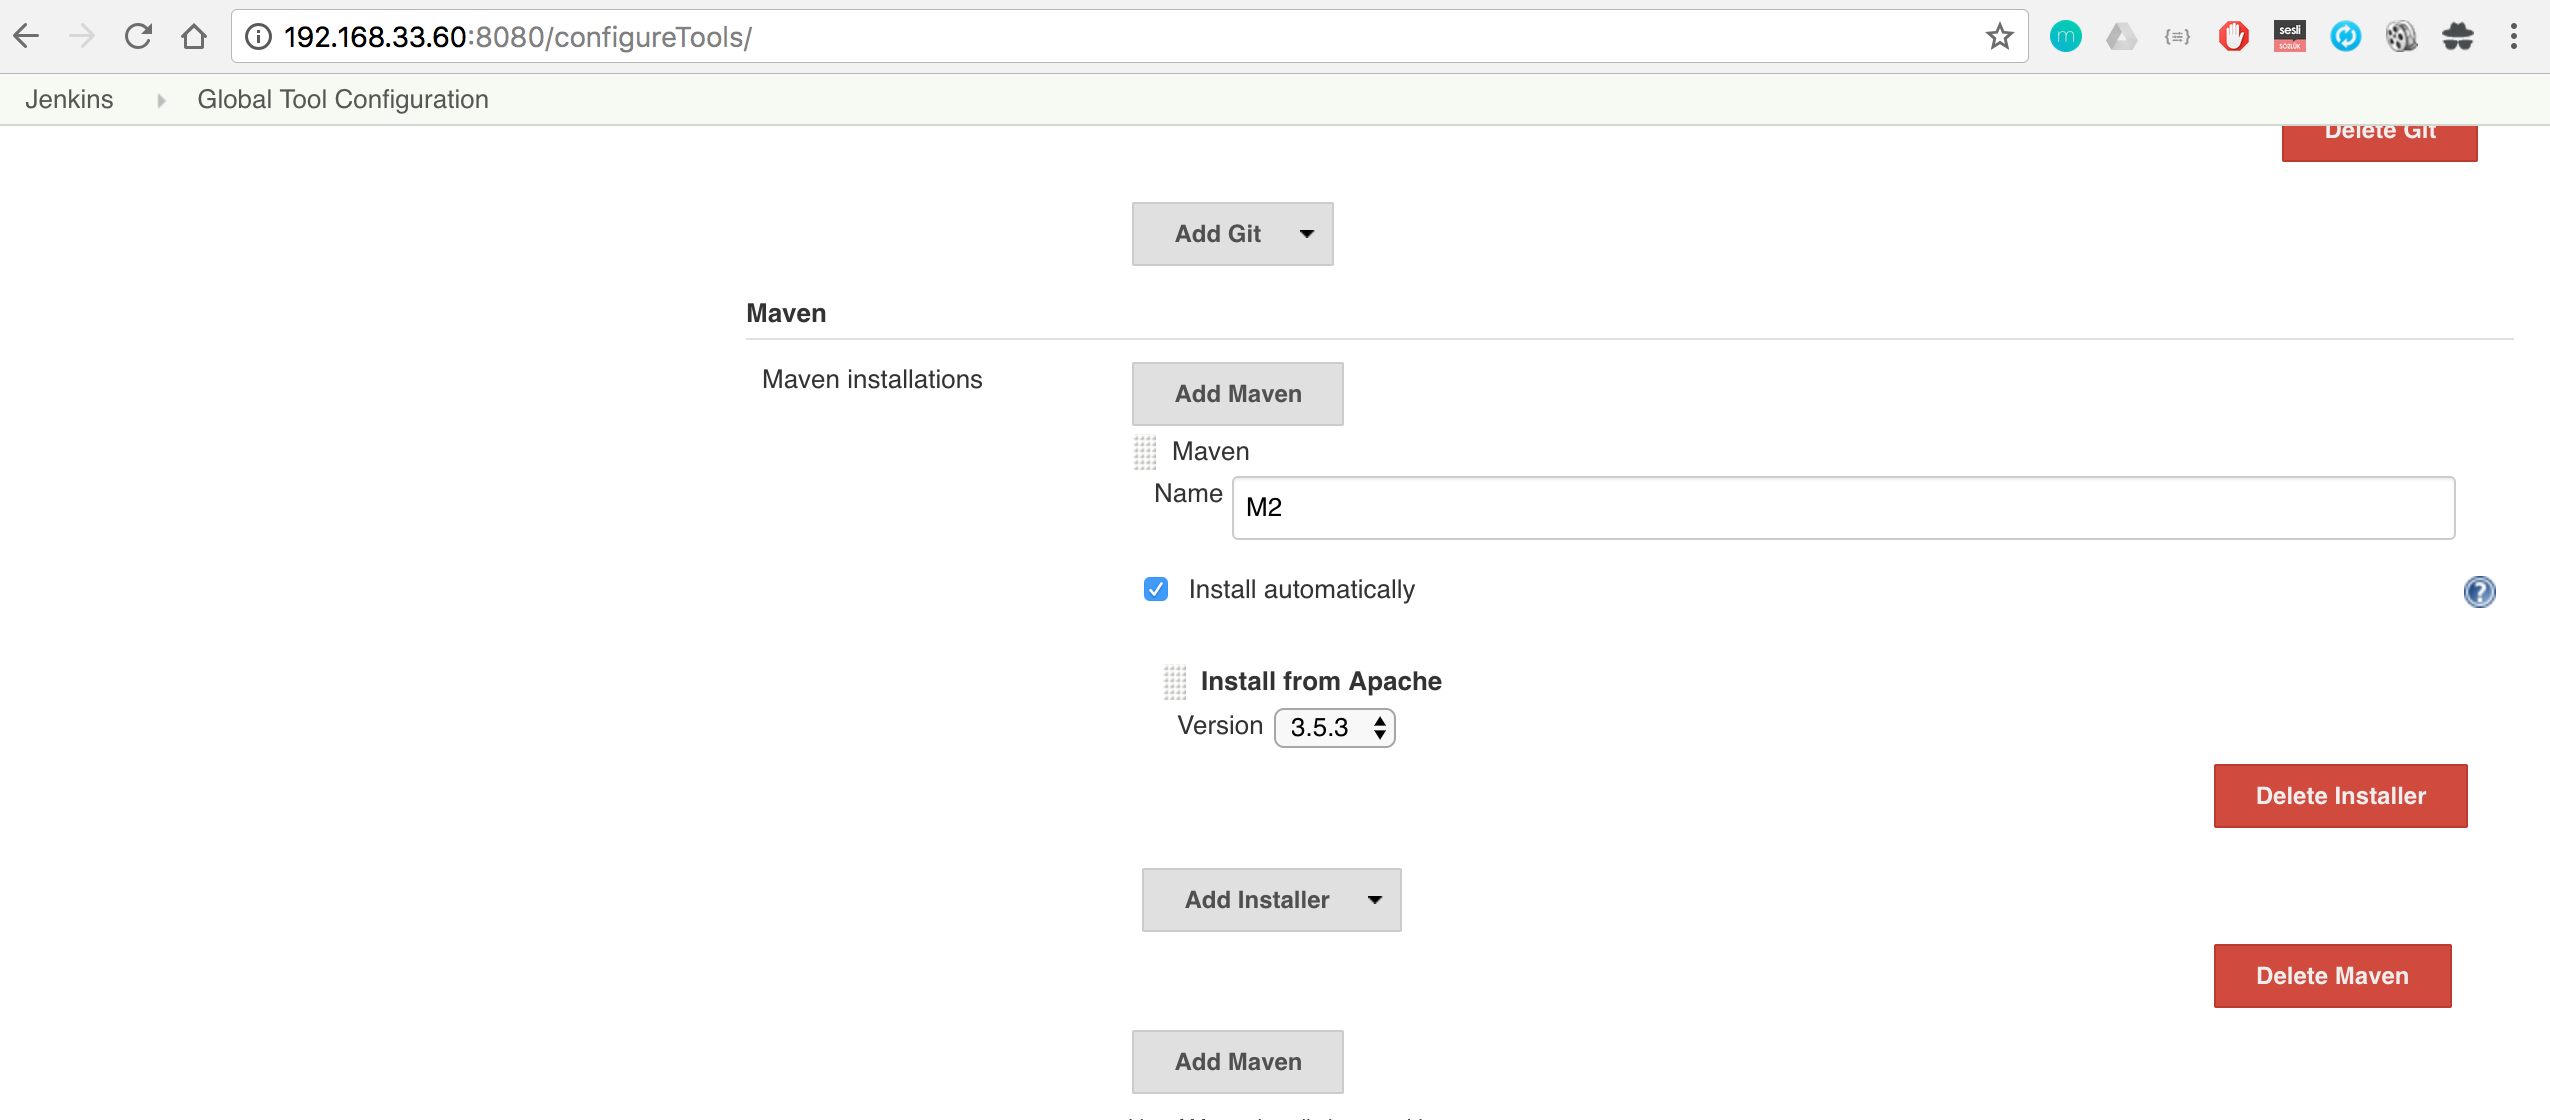 192.168.33.60:8080/configureTools/
m
sesli
SÖZLÜK
Jenkins
Global Tool Configuration
Delete Git
Add Git
Maven
Maven installations
Add Maven
Maven
Name
M2
Install automatically
Install from Apache
Version
3.5.3
Delete Installer
Add Installer
Delete Maven
Add Maven